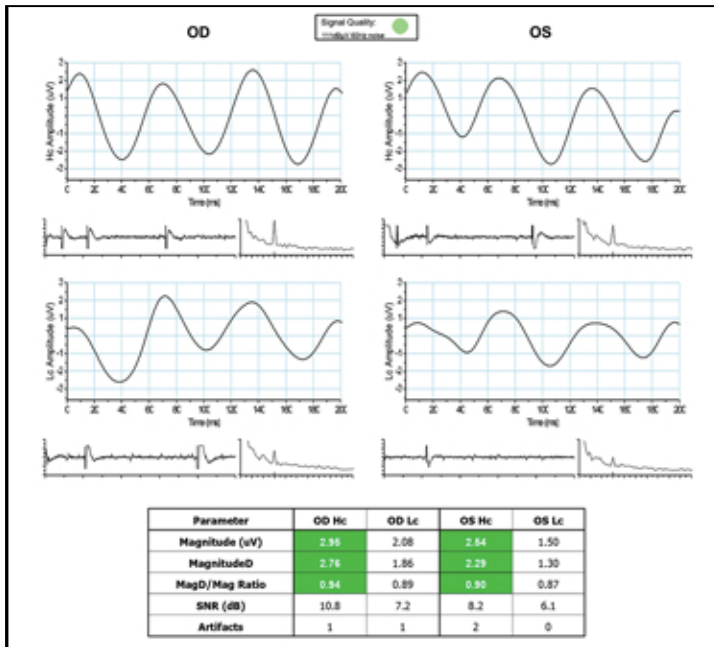 OD
Signal Quality:
60Hz noise
OS
Hc Amplitude (uV)
Time (ms)
Hc Amplitude (uV)
Time (ms)
Lc Amplitude (uV)
Time (ms)
Lc Amplitude (uV)
Time (ms)
Parameter OD Hc OD Lc OS Hc OS Lc
Magnitude (uV) 2.96 2.08 2.54 1.50
MagnitudeD 2.76 1.86 2.29 1.30
MagD/Mag Ratio 0.94 0.89 0.90 0.87
SNR (dB) 10.8 7.2 8.2 6.1
Artifacts 1 1 2 0